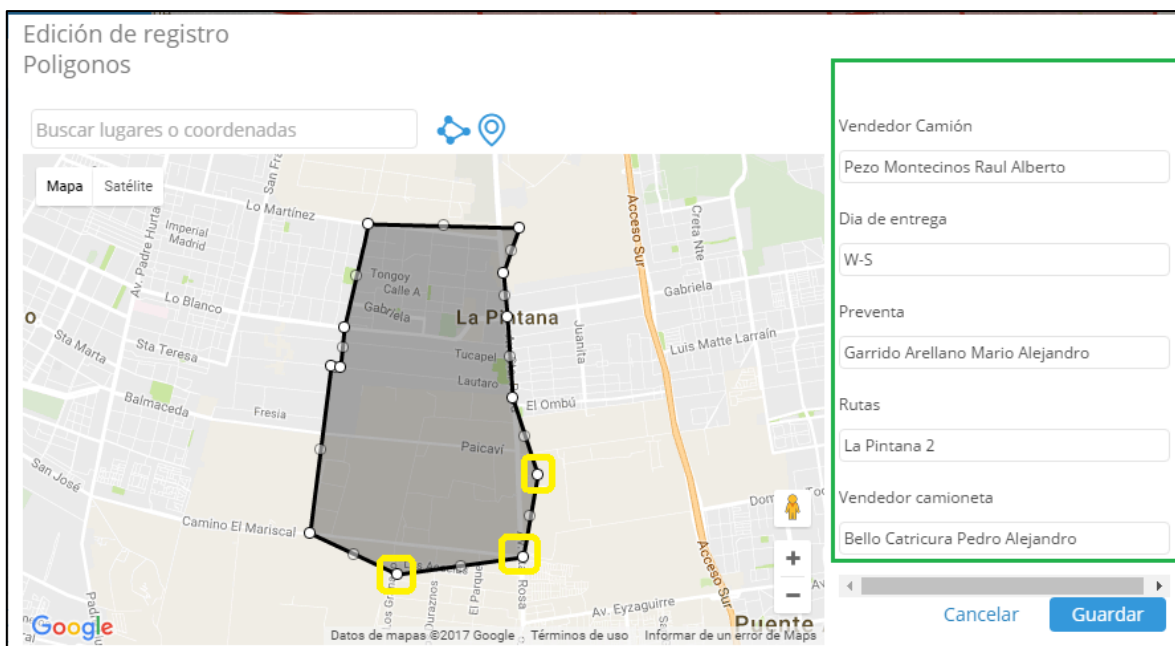 Edición de registro
Poligonos
Buscar lugares o coordenadas
Mapa Satélite
San Fra
Lo Martínez
Av. Padre Hurta
Imperial
Madrid
Tongoy
Calle A
Gabriela
Lo Blanco
La Pintana
Sta Marta
Sta Teresa
Tucapel
Lautaro
Balmaceda
Fresia
El Ombú
Paicaví
San José
Camino El Mariscal
Acceso Sur
Creta Nte
Gabriela
Juanita
Luis Matte Larraín
Acceso Sur
Los Grana
Duraznos
El Parque
Rosa
Av. Eyzaguirre
Puente
Google
Datos de mapas ©2017 Google Términos de uso Informar de un error de Maps
Vendedor Camión
Pezo Montecinos Raul Alberto
Dia de entrega
W-S
Preventa
Garrido Arellano Mario Alejandro
Rutas
La Pintana 2
Vendedor camioneta
Bello Catricura Pedro Alejandro
Cancelar Guardar